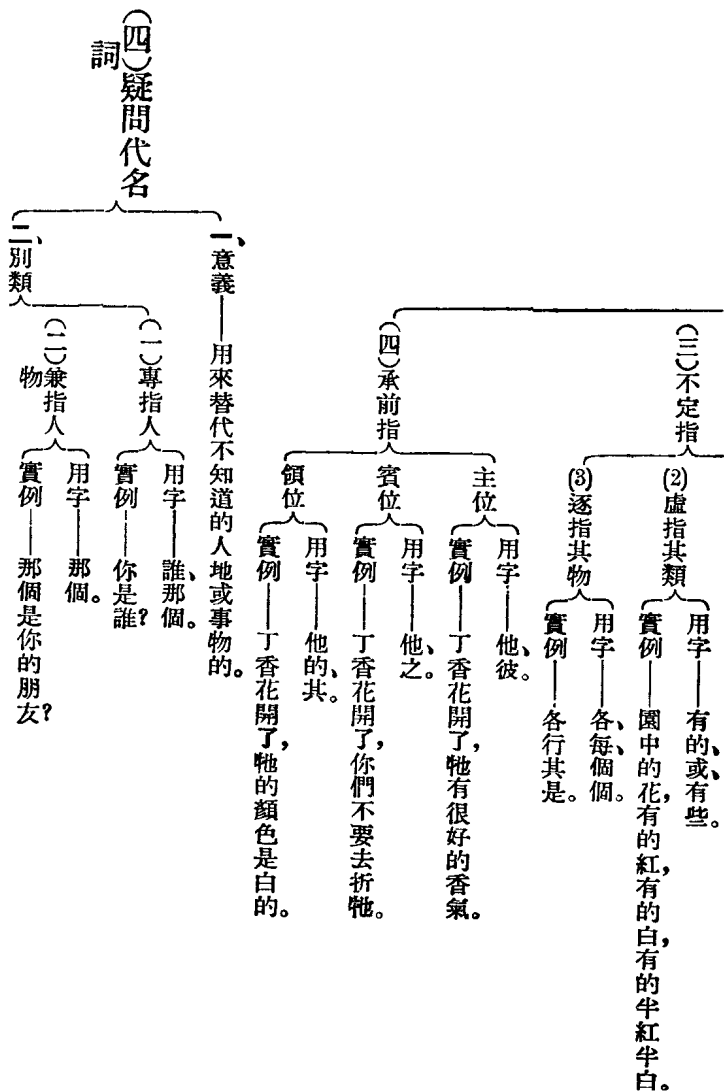 (三)不定指
(2)虛指其類
用字——有的、或、有些。
實例——園中的花，有的紅，有的白，有的半紅半白。
(3)逐指其物
用字——各、每、個個。
實例——各行其是。
(四)承前指
主位
用字——他、彼。
實例——丁香花開了，牠有很好的香氣。
賓位
用字——他、之。
實例——丁香花開了，你們不要去折牠。
領位
用字——他的、其。
實例——丁香花開了，牠的顏色是白的。
(四)疑問代名
詞
一、意義——用來替代不知道的人地或事物的。
二、別類
(一)專指人
用字——誰、那個。
實例——你是誰？
(二)兼指人
物
用字——那個。
實例——那個是你的朋友？